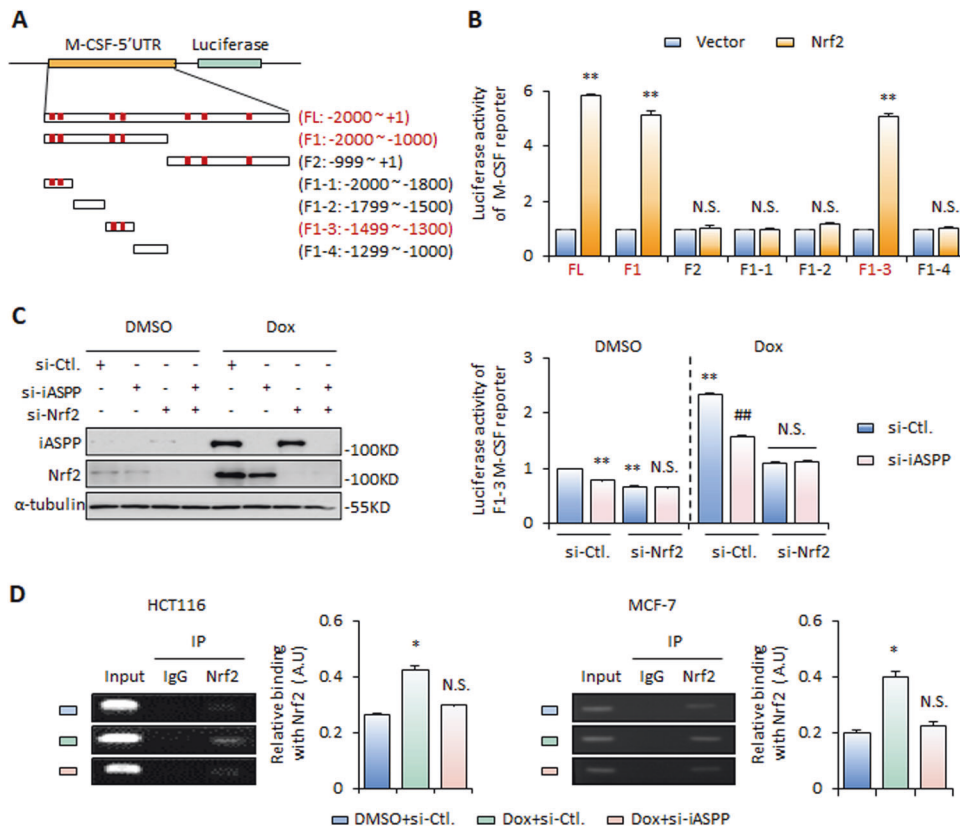 A
M-CSF-5'UTR Luciferase
(FL: -2000 ~ +1)
(F1: -2000 ~ -1000)
(F2: -999 ~ +1)
(F1-1: -2000 ~ -1800)
(F1-2: -1799 ~ -1500)
(F1-3: -1499 ~ -1300)
(F1-4: -1299 ~ -1000)
B
Vector Nrf2
Luciferase activity
of M-CSF reporter
6
4
2
0
** ** N.S. N.S. N.S. ** N.S.
FL F1 F2 F1-1 F1-2 F1-3 F1-4
C
DMSO Dox
si-Ctl. + - - - + - - -
si-iASPP - + - + - + - +
si-Nrf2 - - + + - - + +
iASPP -100KD
Nrf2 -100KD
α-tubulin -55KD
Luciferase activity of
F1-3 M-CSF reporter
3
2
1
0
DMSO Dox
** ** N.S. ** ## N.S.
si-Ctl. si-Nrf2 si-Ctl. si-Nrf2
si-Ctl.
si-iASPP
D
HCT116
IP
Input IgG Nrf2
Relative binding
with Nrf2 (A.U)
0.6
0.4
0.2
0
* N.S.
MCF-7
IP
Input IgG Nrf2
Relative binding
with Nrf2 (A.U)
0.6
0.4
0.2
0
* N.S.
DMSO+si-Ctl. Dox+si-Ctl. Dox+si-iASPP